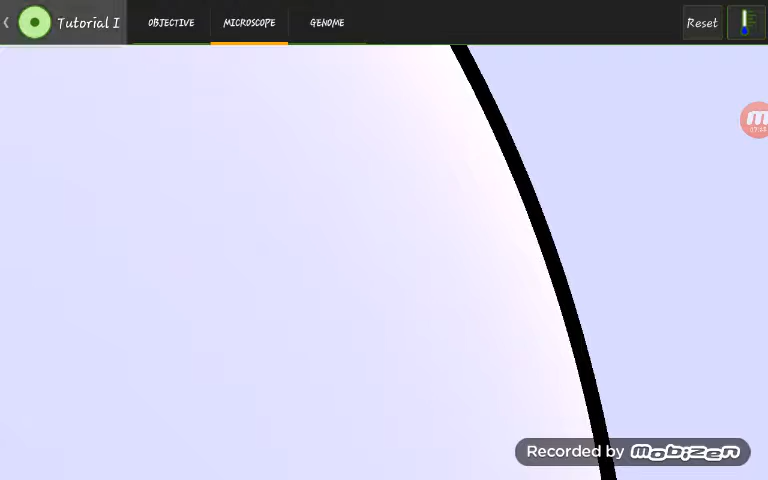 Tutorial I
OBJECTIVE
MICROSCOPE
GENOME
Reset
Recorded by mobizen